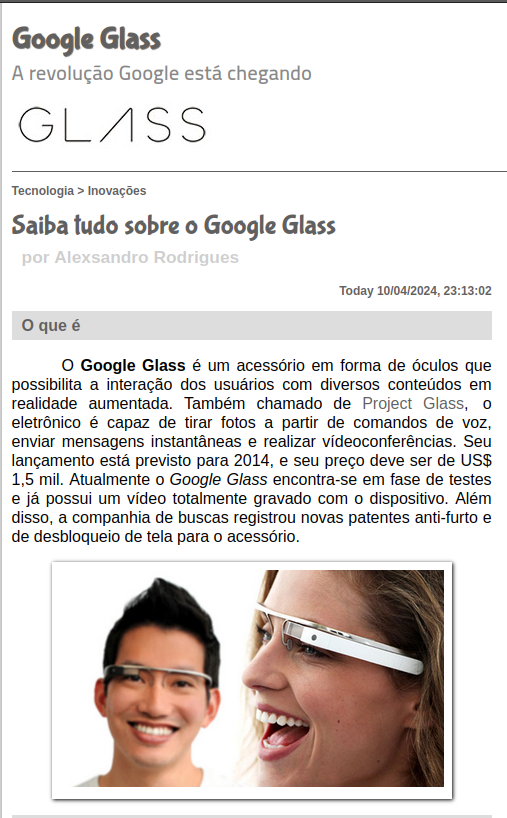 Google Glass
A revolução Google está chegando
GLASS
Tecnologia > Inovações
Saiba tudo sobre o Google Glass
por Alexsandro Rodrigues
Today 10/04/2024, 23:13:02
O que é
O Google Glass é um acessório em forma de óculos que
possibilita a interação dos usuários com diversos conteúdos em
realidade aumentada. Também chamado de Project Glass, o
eletrônico é capaz de tirar fotos a partir de comandos de voz,
enviar mensagens instantâneas e realizar vídeoconferências. Seu
lançamento está previsto para 2014, e seu preço deve ser de US$
1,5 mil. Atualmente o Google Glass encontra-se em fase de testes
e já possui um vídeo totalmente gravado com o dispositivo. Além
disso, a companhia de buscas registrou novas patentes anti-furto e
de desbloqueio de tela para o acessório.